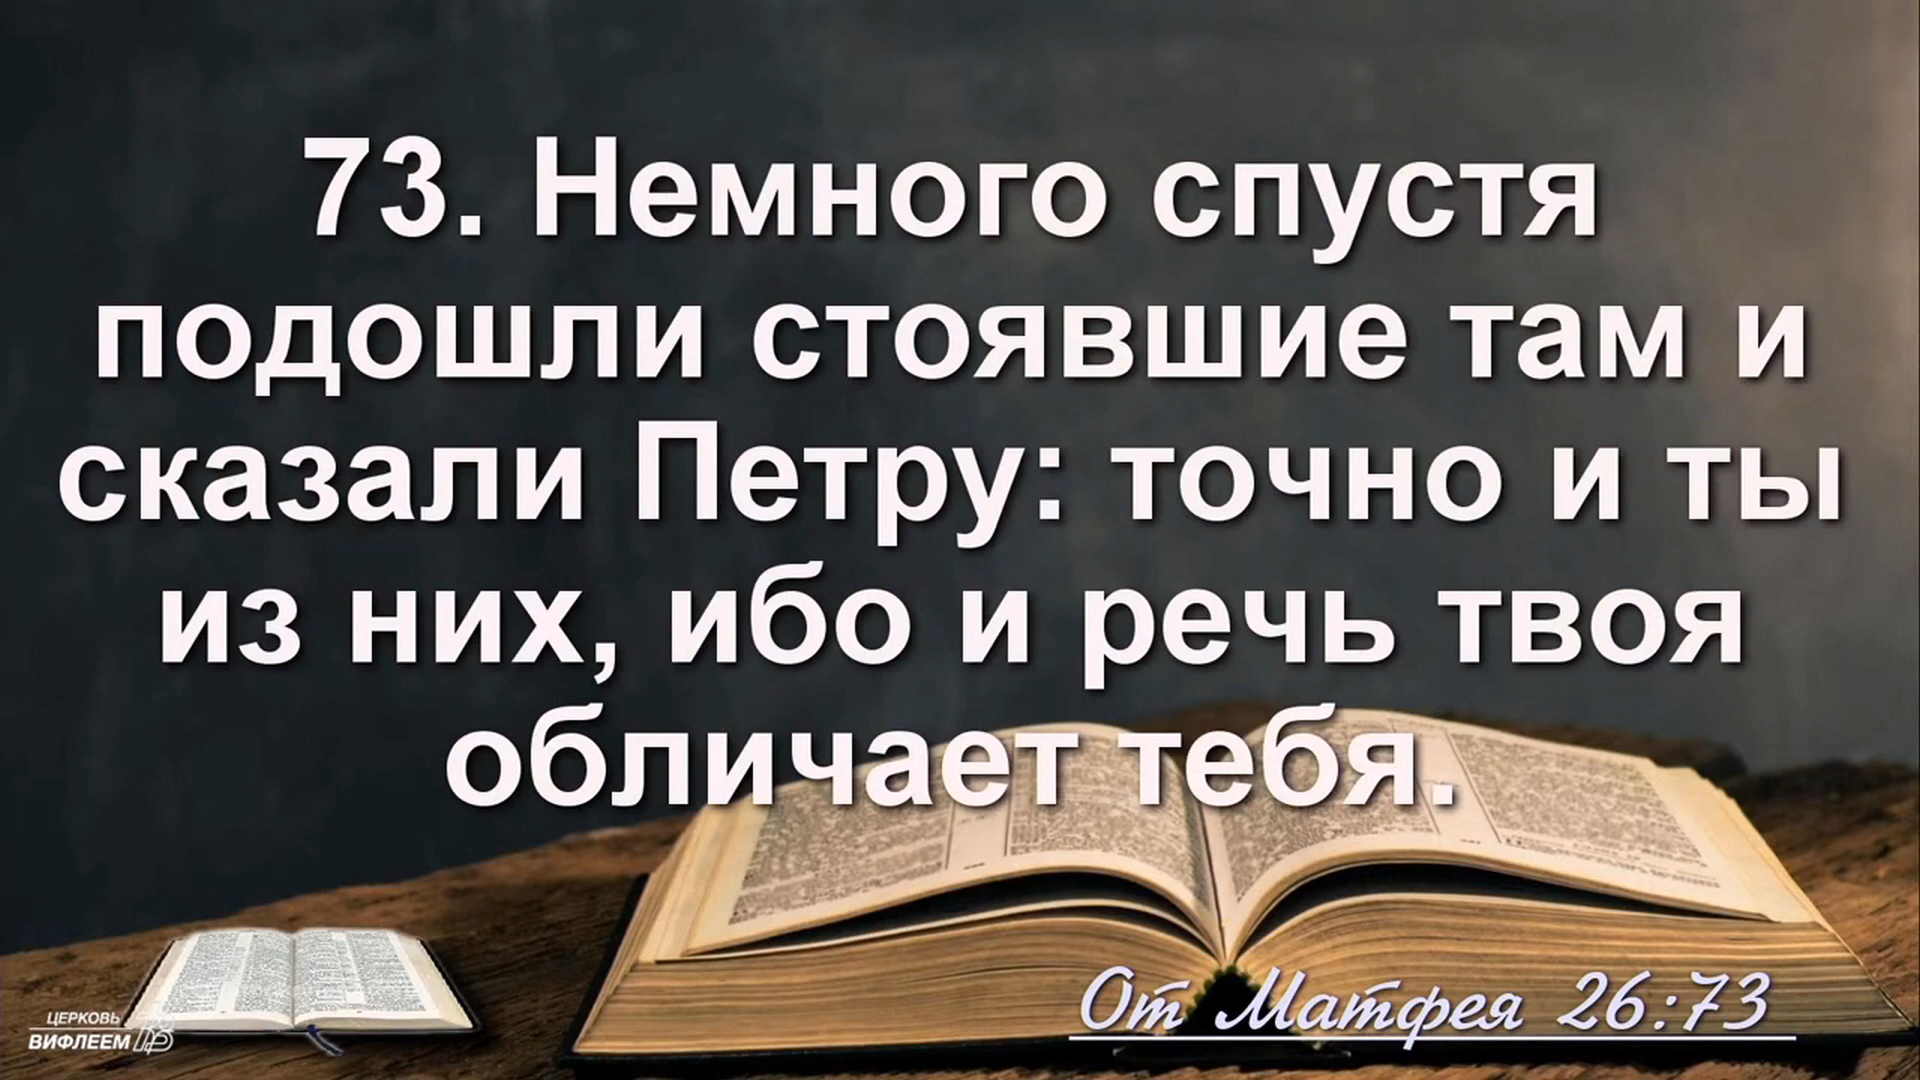 73. Немного спустя
подошли стоявшие там и
сказали Петру: точно и ты
из них, ибо и речь твоя
обличает тебя.
От Матфея 26:73
ЦЕРКОВЬ
ВИФЛЕЕМ